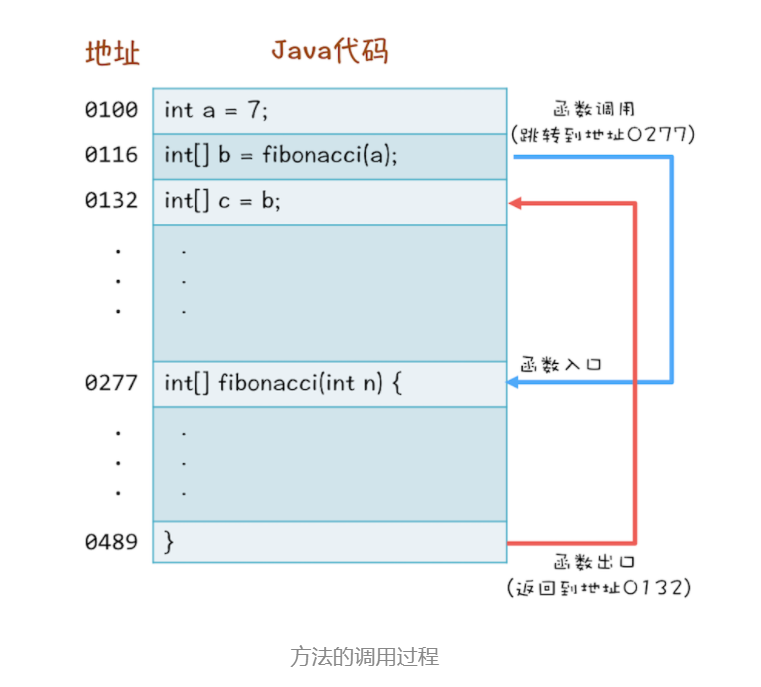 地址 Java代码
0100 int a = 7;
函数调用
(跳转到地址0277)
0116 int[] b = fibonacci(a);
0132 int[] c = b;
. .
. .
. .
函数入口
0277 int[] fibonacci(int n) {
. .
. .
. .
0489 }
函数出口
(返回到地址0132)
方法的调用过程